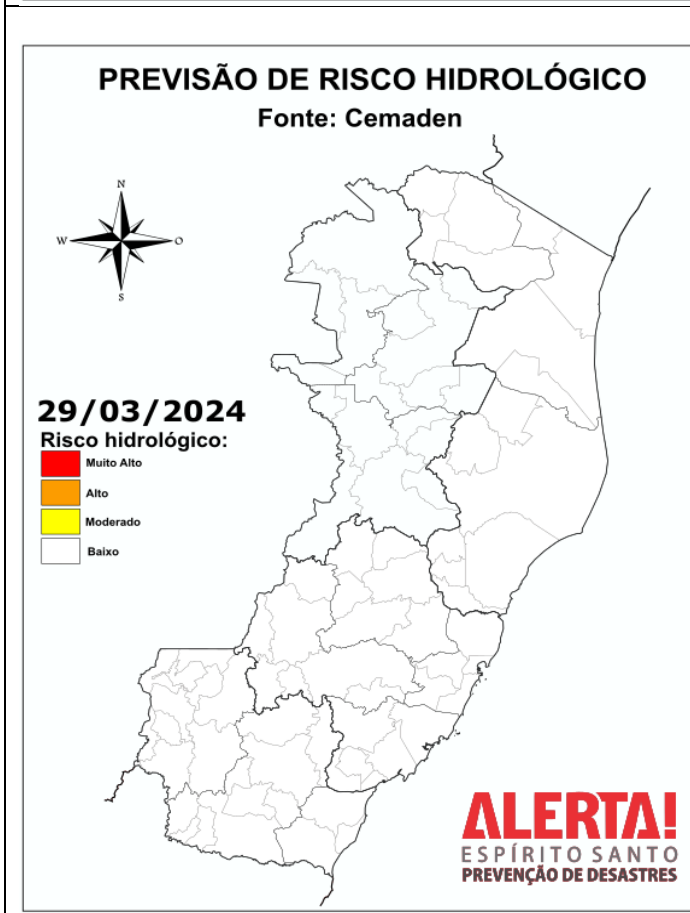 PREVISÃO DE RISCO HIDROLÓGICO
Fonte: Cemaden
N
W
O
S
29/03/2024
Risco hidrológico:
Muito Alto
Alto
Moderado
Baixo
ALERTA!
ESPÍRITO SANTO
PREVENÇÃO DE DESASTRES